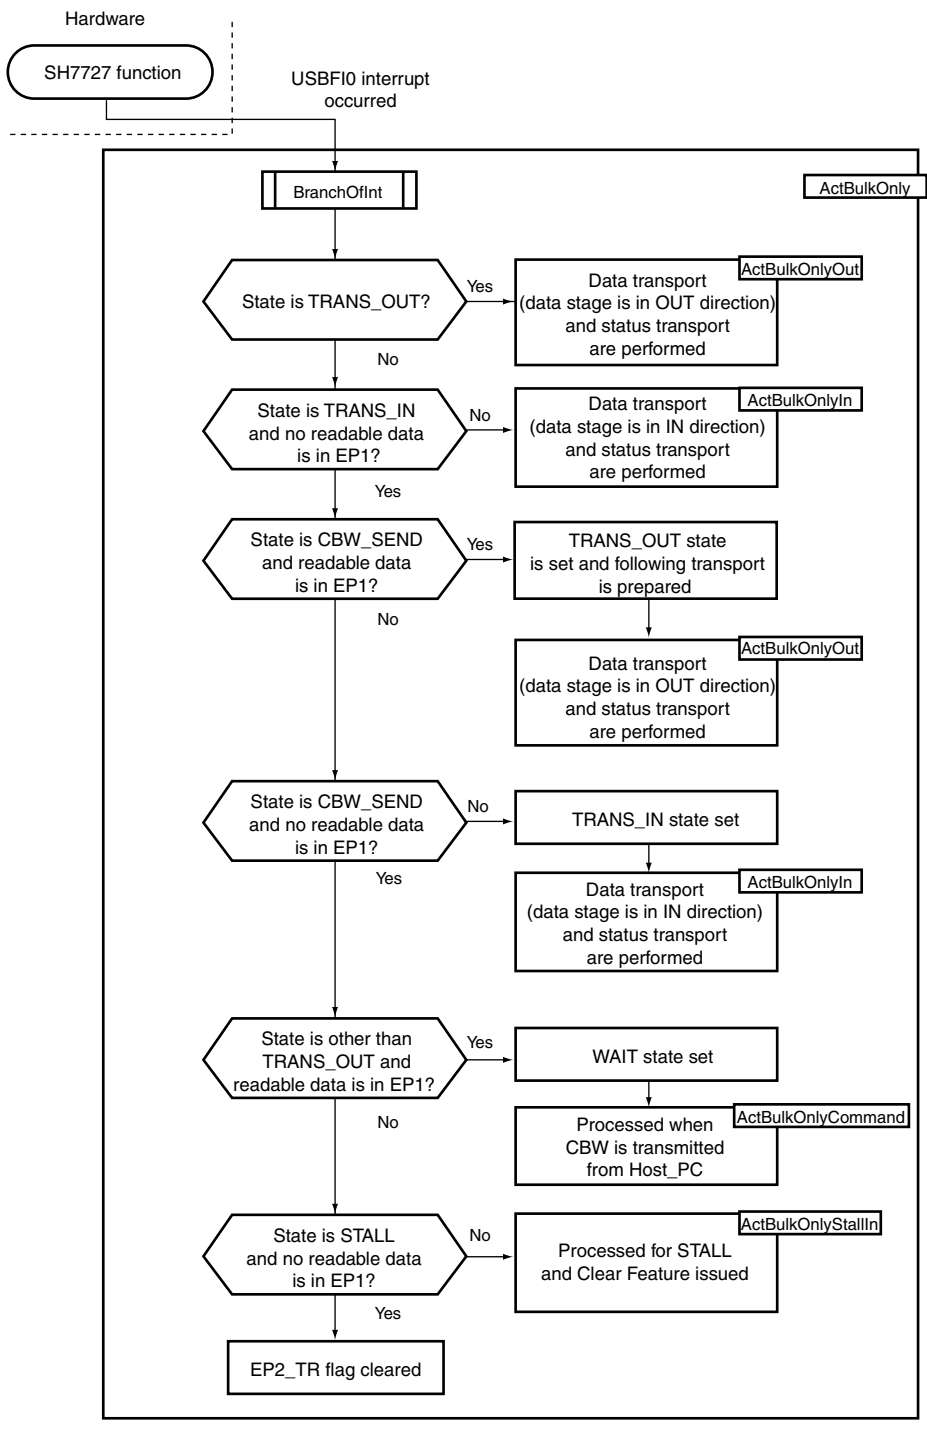 Hardware
SH7727 function
USBFI0 interrupt
occurred
BranchOfInt
ActBulkOnly
State is TRANS_OUT?
Yes
No
ActBulkOnlyOut
Data transport
(data stage is in OUT direction)
and status transport
are performed
State is TRANS_IN
and no readable data
is in EP1?
No
Yes
ActBulkOnlyIn
Data transport
(data stage is in IN direction)
and status transport
are performed
State is CBW_SEND
and readable data
is in EP1?
Yes
No
TRANS_OUT state
is set and following transport
is prepared
ActBulkOnlyOut
Data transport
(data stage is in OUT direction)
and status transport
are performed
State is CBW_SEND
and no readable data
is in EP1?
No
Yes
TRANS_IN state set
ActBulkOnlyIn
Data transport
(data stage is in IN direction)
and status transport
are performed
State is other than
TRANS_OUT and
readable data is in EP1?
Yes
No
WAIT state set
ActBulkOnlyCommand
Processed when
CBW is transmitted
from Host_PC
State is STALL
and no readable data
is in EP1?
No
Yes
ActBulkOnlyStallIn
Processed for STALL
and Clear Feature issued
EP2_TR flag cleared